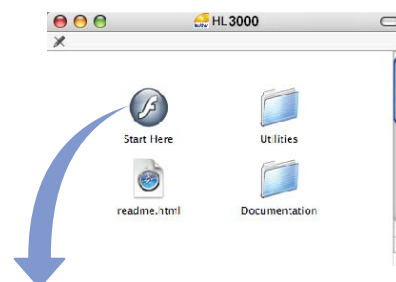 HL3000
Start Here
Utilities
readme.html
Documentation